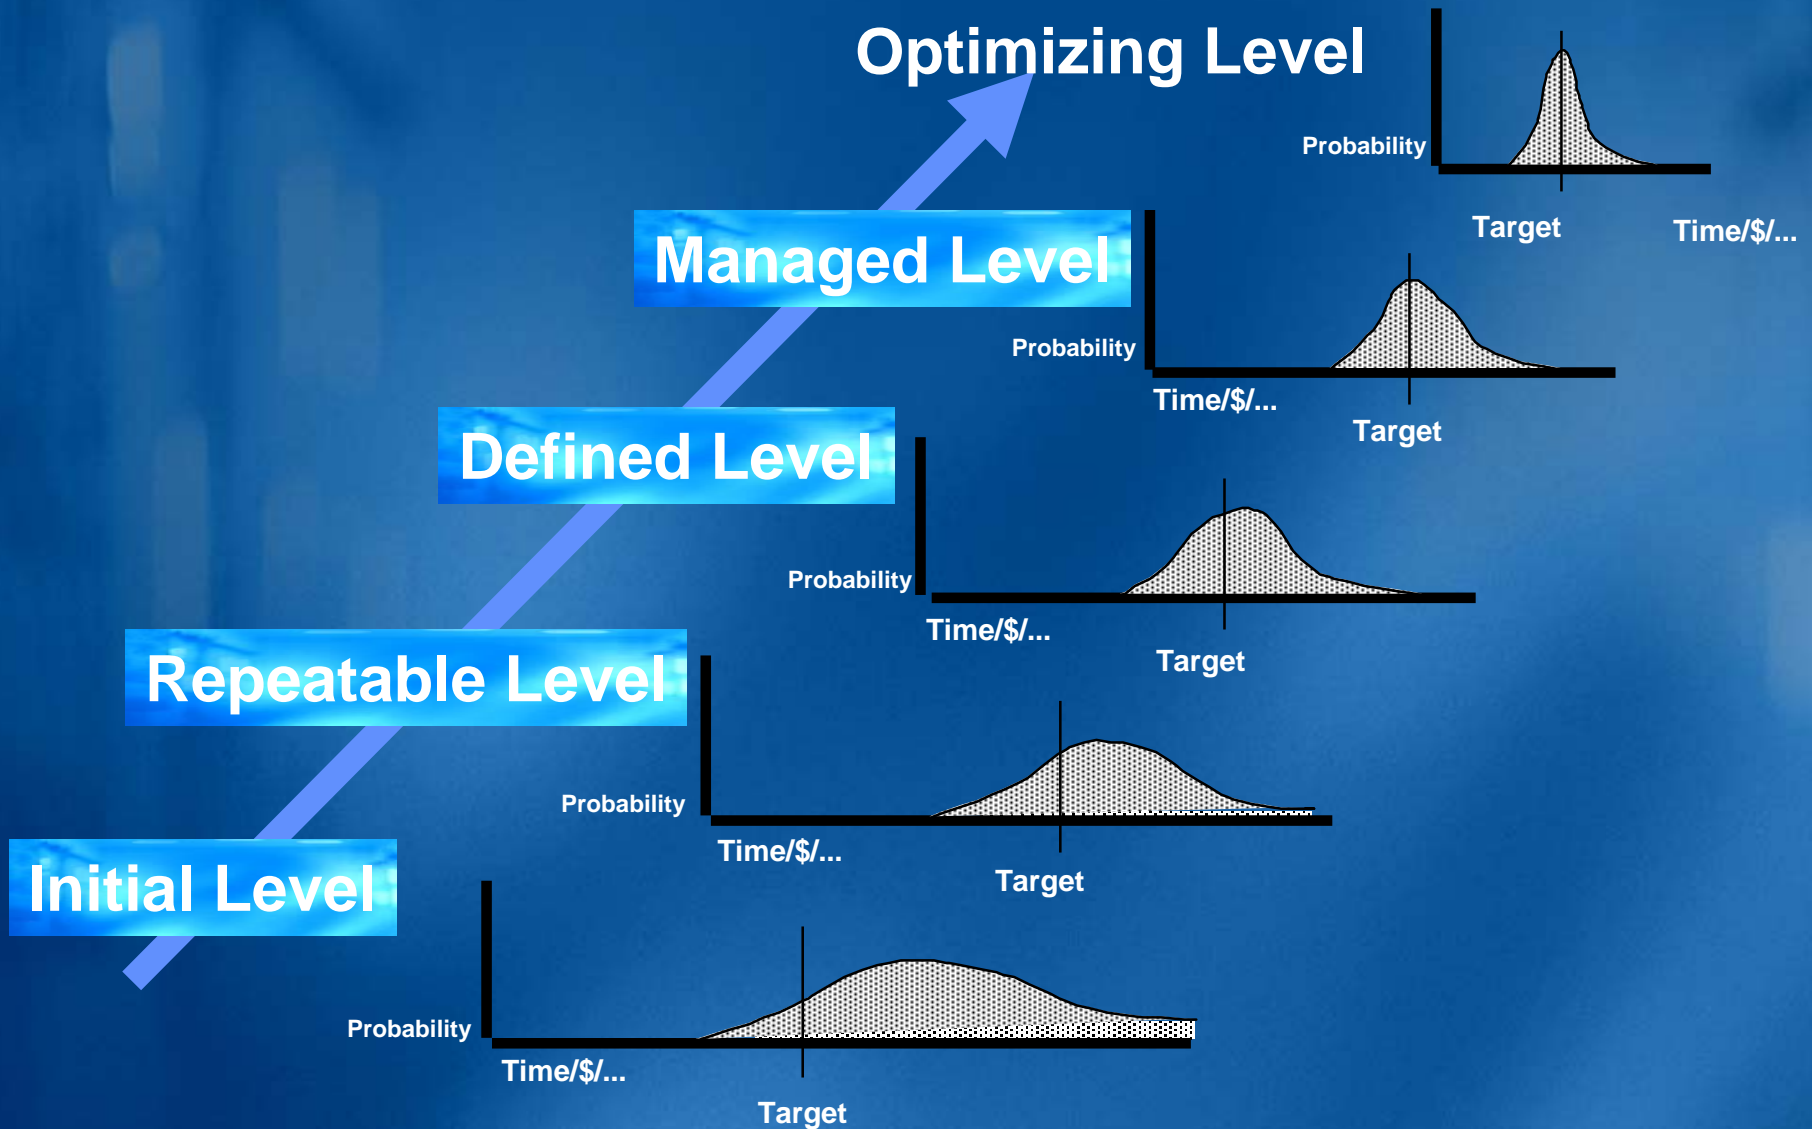 Optimizing Level
Probability
Target
Time/$/...
Managed Level
Probability
Time/$/...
Target
Defined Level
Probability
Time/$/...
Target
Repeatable Level
Probability
Time/$/...
Target
Initial Level
Probability
Time/$/...
Target